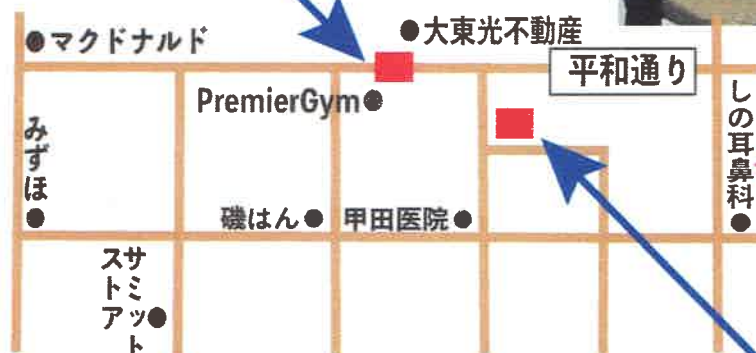 マクドナルド
大東光不動産
平和通り
PremierGym
しの耳鼻科
みずほ
磯はん
甲田医院
サミット
ストア